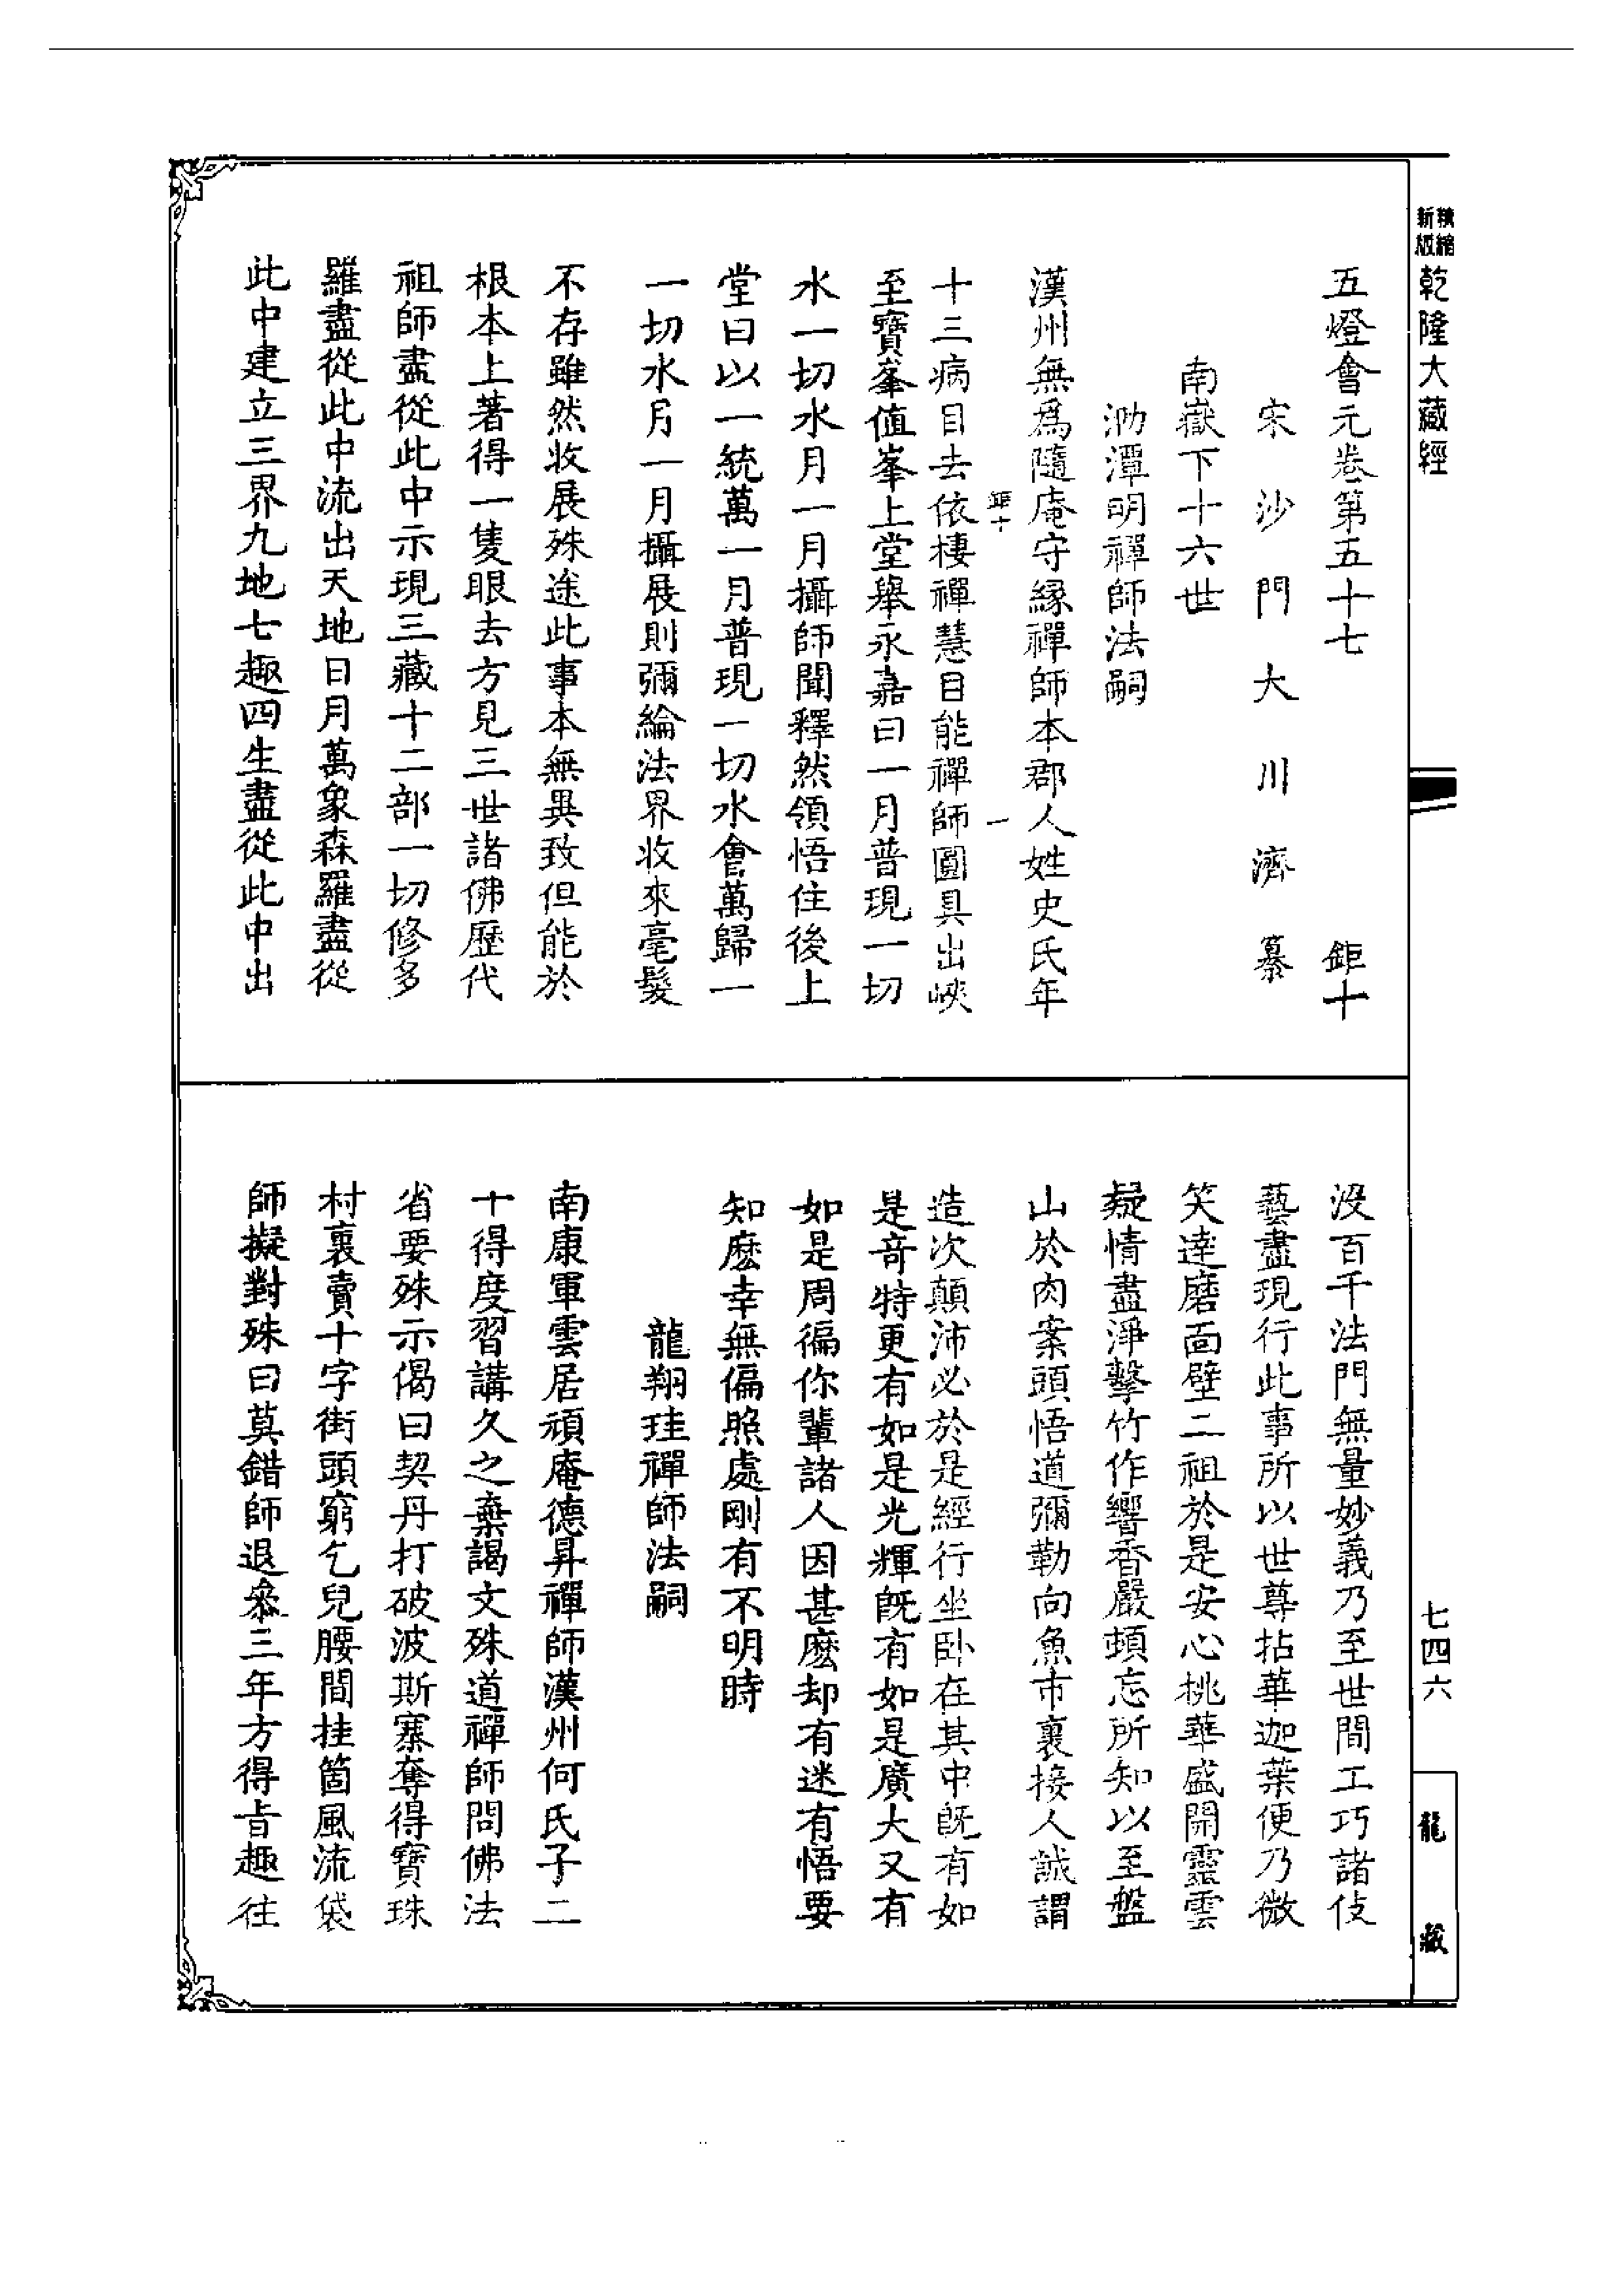 精縮
新版
乾隆大藏經
五燈會元卷第五十七　鉅十
宋沙門大川濟纂
南嶽下十六世
泐潭明禪師法嗣
漢州無爲隨庵守緣禪師本郡人姓史氏年
鉅十　一
十三病目去依棲禪慧目能禪師圓具出峽
至寶峯值峯上堂舉永嘉曰一月普現一切
水一切水月一月攝師聞釋然領悟住後上
堂曰以一統萬一月普現一切水會萬歸一
一切水月一月攝展則彌綸法界收來毫髮
不存雖然收展殊途此事本無異致但能於
根本上著得一隻眼去方見三世諸佛歷代
祖師盡從此中示現三藏十二部一切修多
羅盡從此中流出天地日月萬象森羅盡從
此中建立三界九地七趣四生盡從此中出
沒百千法門無量妙義乃至世間工巧諸伎
藝盡現行此事所以世尊拈華迦葉便乃微
笑達磨面壁二祖於是安心桃華盛開靈雲
疑情盡淨擊竹作響香嚴頓忘所知以至盤
山於肉案頭悟道彌勒向魚市裏接人誠謂
造次顛沛必於是經行坐臥在其中既有如
是奇特更有如是光輝既有如是廣大又有
如是周徧你輩諸人因甚麽却有迷有悟要
知麽幸無偏照處剛有不明時
龍翔珪禪師法嗣
南康軍雲居頑庵德昇禪師漢州何氏子二
十得度習講久之棄謁文殊道禪師問佛法
省要殊示偈曰契丹打破波斯寨奪得寶珠
村裏賣十字街頭窮乞兒腰間挂箇風流袋
師擬對殊曰莫錯師退叅三年方得旨趣往
七四六
龍藏